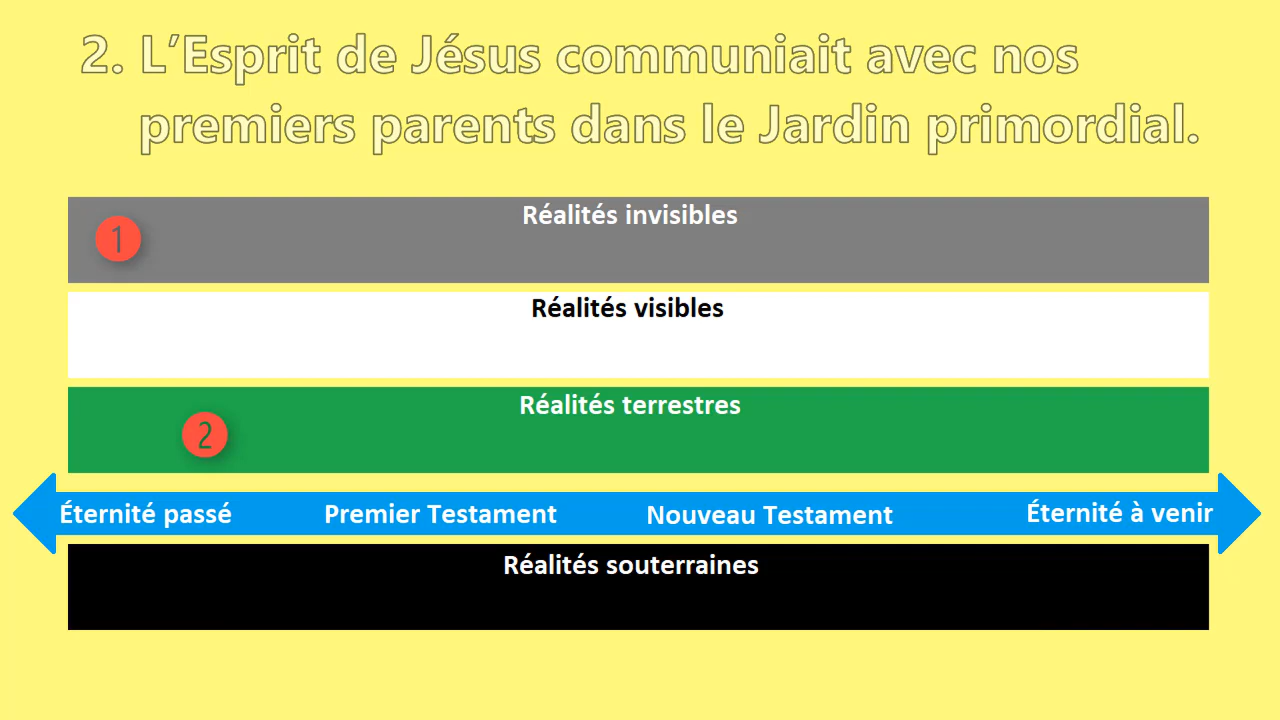 2. L’Esprit de Jésus communiait avec nos
premiers parents dans le Jardin primordial.
Réalités invisibles
1
Réalités visibles
Réalités terrestres
2
Éternité passé Premier Testament Nouveau Testament Éternité à venir
Réalités souterraines